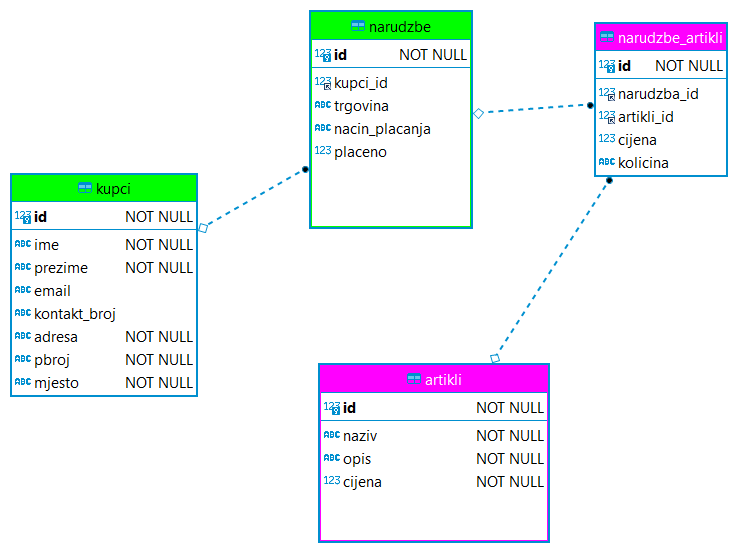 narudzbe
123 id NOT NULL
123 kupci_id
ABC trgovina
ABC nacin_placanja
123 placeno
narudzbe_artikli
123 id NOT NULL
123 narudzba_id
123 artikli_id
123 cijena
ABC kolicina
kupci
123 id NOT NULL
ABC ime NOT NULL
ABC prezime NOT NULL
ABC email
ABC kontakt_broj
ABC adresa NOT NULL
ABC pbroj NOT NULL
ABC mjesto NOT NULL
artikli
123 id NOT NULL
ABC naziv NOT NULL
ABC opis NOT NULL
123 cijena NOT NULL